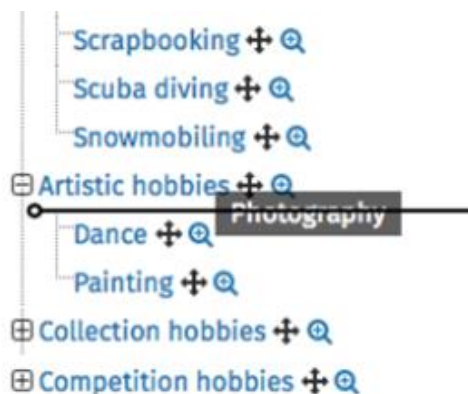 Scrapbooking
Scuba diving
Snowmobiling
Artistic hobbies
Photography
Dance
Painting
Collection hobbies
Competition hobbies